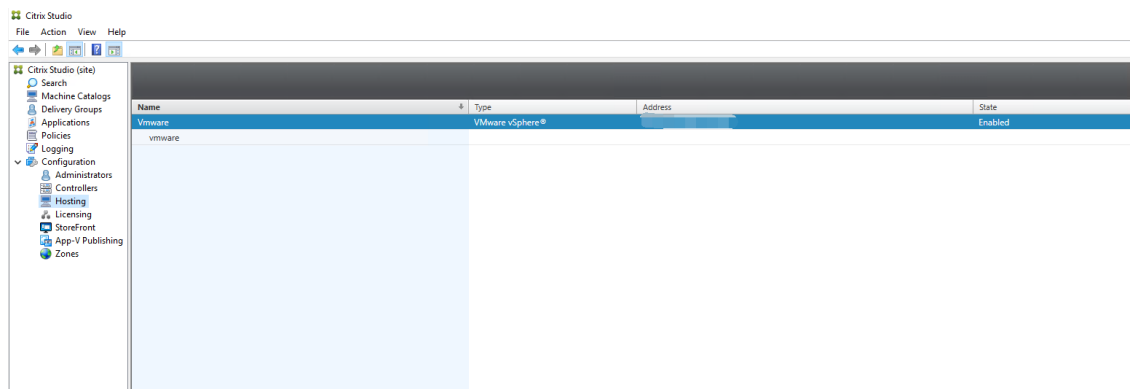 Citrix Studio
File Action View Help
Citrix Studio (site)
Search
Machine Catalogs
Delivery Groups
Applications
Policies
Logging
Configuration
Administrators
Controllers
Hosting
Licensing
StoreFront
App-V Publishing
Zones
Name Type Address State
Vmware VMware vSphere® Enabled
vmware